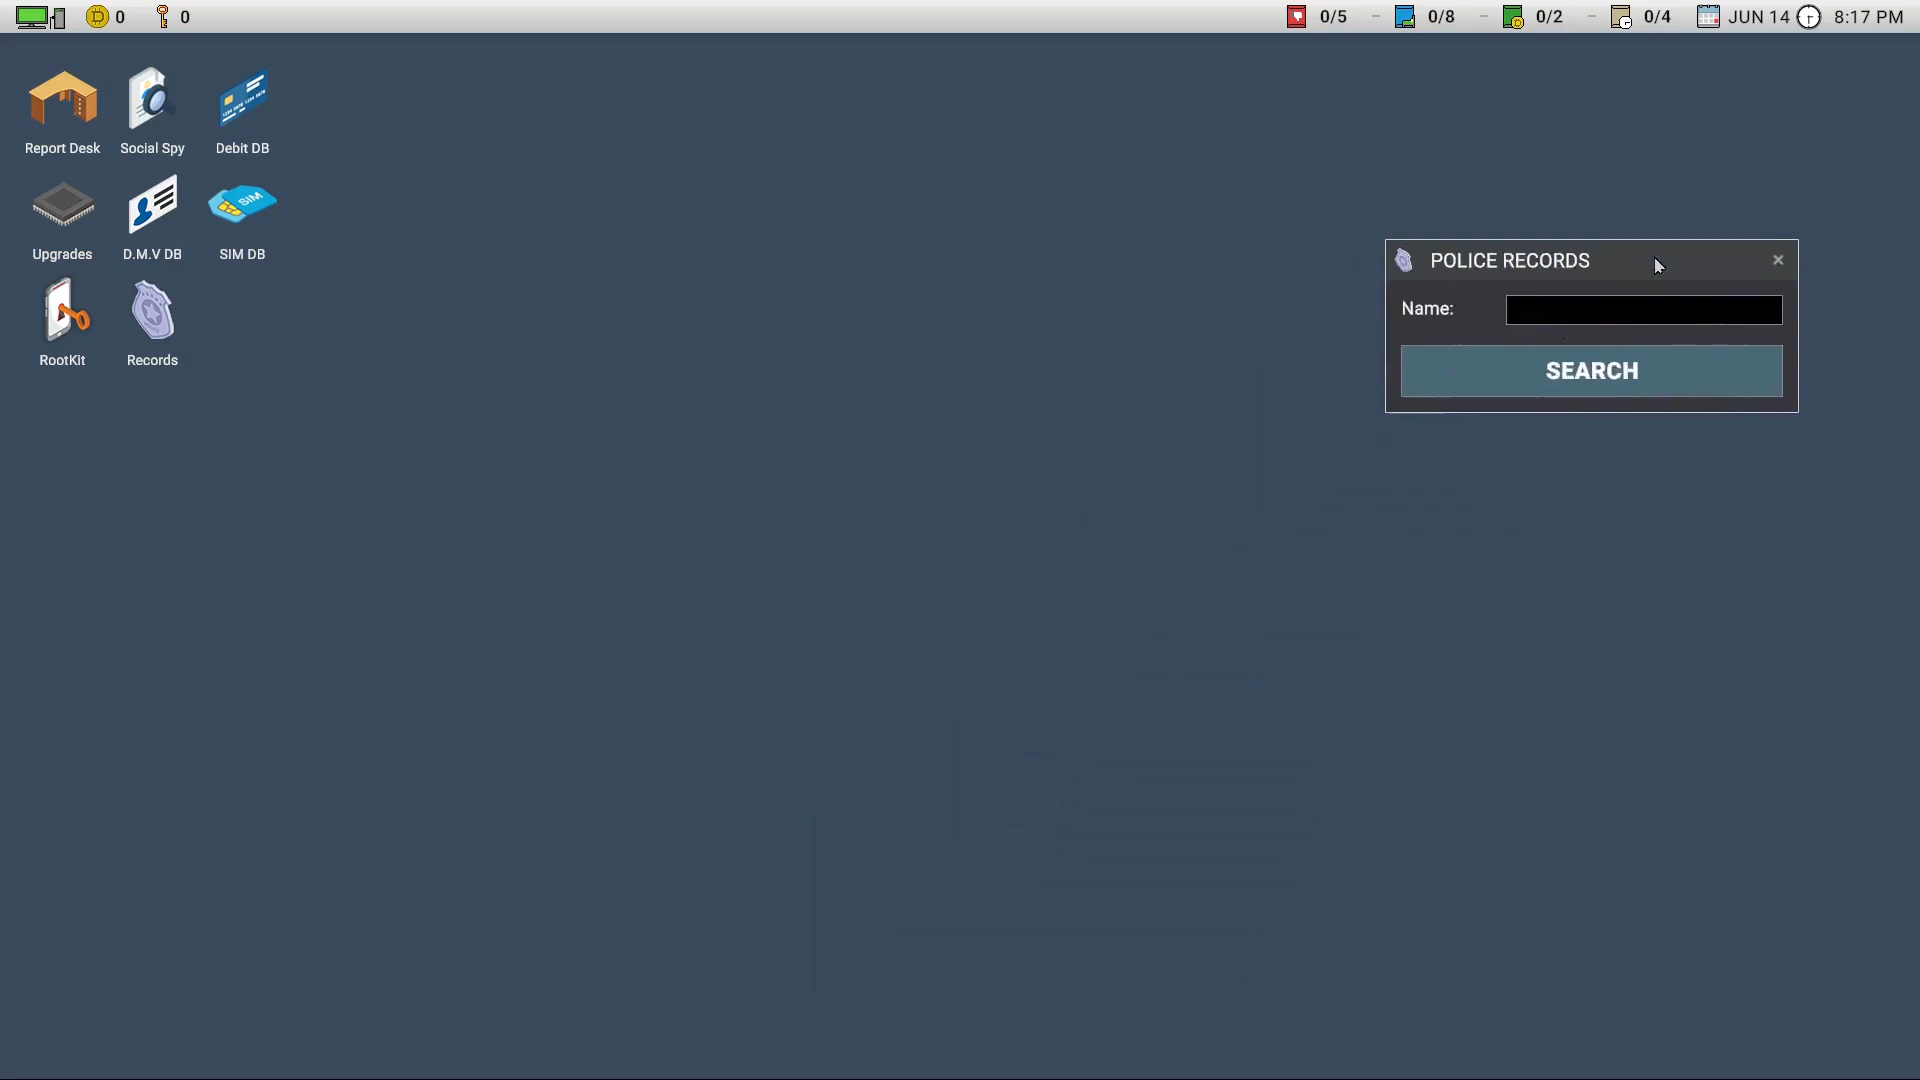 0 0 0/5 - 0/8 - 0/2 - 0/4 JUN 14 8:17 PM
Report Desk Social Spy Debit DB
SIM
Upgrades D.M.V DB SIM DB
POLICE RECORDS ×
Name:
RootKit Records
SEARCH